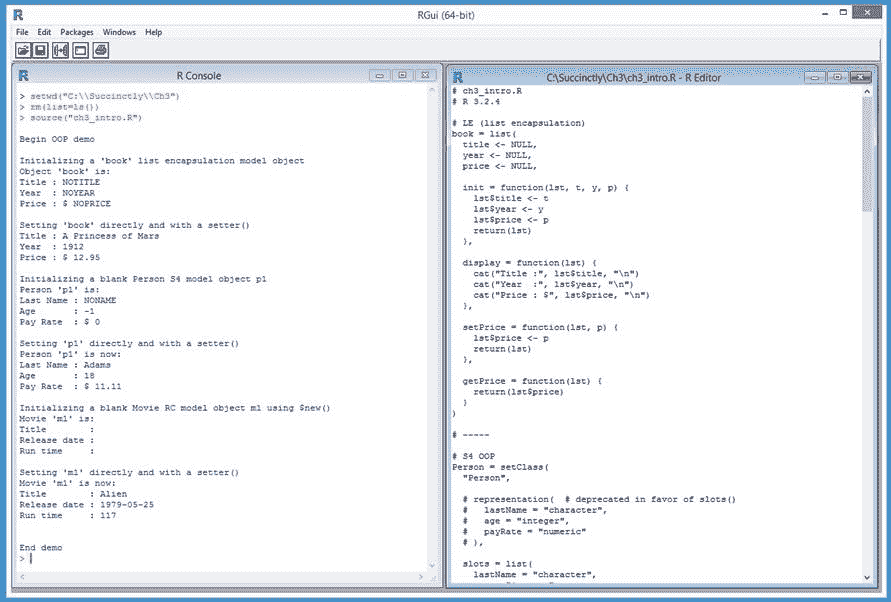 RGui (64-bit)
File Edit Packages Windows Help
R Console
> setwd("C:\\Succinctly\\Ch3")
> rm(list=ls())
> source("ch3_intro.R")
Begin OOP demo
Initializing a 'book' list encapsulation model object
Object 'book' is:
Title : NOTITLE
Year  : NOYEAR
Price : $ NOPRICE
Setting 'book' directly and with a setter()
Title : A Princess of Mars
Year  : 1912
Price : $ 12.95
Initializing a blank Person S4 model object p1
Person 'p1' is:
Last Name : NONAME
Age       : -1
Pay Rate  : $ 0
Setting 'p1' directly and with a setter()
Person 'p1' is now:
Last Name : Adams
Age       : 18
Pay Rate  : $ 11.11
Initializing a blank Movie RC model object m1 using $new()
Movie 'm1' is:
Title        :
Release date :
Run time     :
Setting 'm1' directly and with a setter()
Movie 'm1' is now:
Title        : Alien
Release date : 1979-05-25
Run time     : 117
End demo
>
C:\Succinctly\Ch3\ch3_intro.R - R Editor
# ch3_intro.R
# R 3.2.4
# LE (list encapsulation)
book = list(
  title <- NULL,
  year <- NULL,
  price <- NULL,
  init = function(lst, t, y, p) {
    lst$title <- t
    lst$year <- y
    lst$price <- p
    return(lst)
  },
  display = function(lst) {
    cat("Title :", lst$title, "\n")
    cat("Year  :", lst$year, "\n")
    cat("Price : $", lst$price, "\n")
  },
  setPrice = function(lst, p) {
    lst$price <- p
    return(lst)
  },
  getPrice = function(lst) {
    return(lst$price)
  }
)
# -----
# S4 OOP
Person = setClass(
  "Person",
  # representation(  # deprecated in favor of slots()
  #   lastName = "character",
  #   age = "integer",
  #   payRate = "numeric"
  # ),
  slots = list(
    lastName = "character",